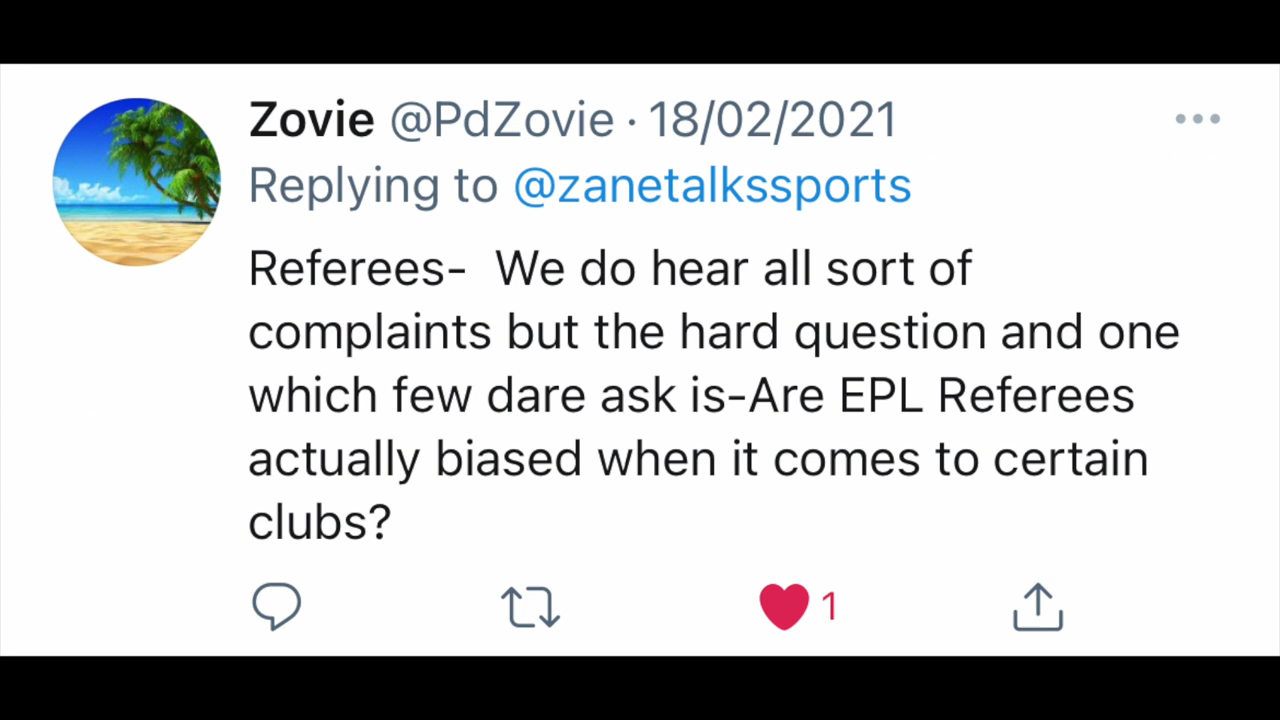 Zovie @PdZovie · 18/02/2021
Replying to @zanetalkssports
Referees-  We do hear all sort of
complaints but the hard question and one
which few dare ask is-Are EPL Referees
actually biased when it comes to certain
clubs?
1